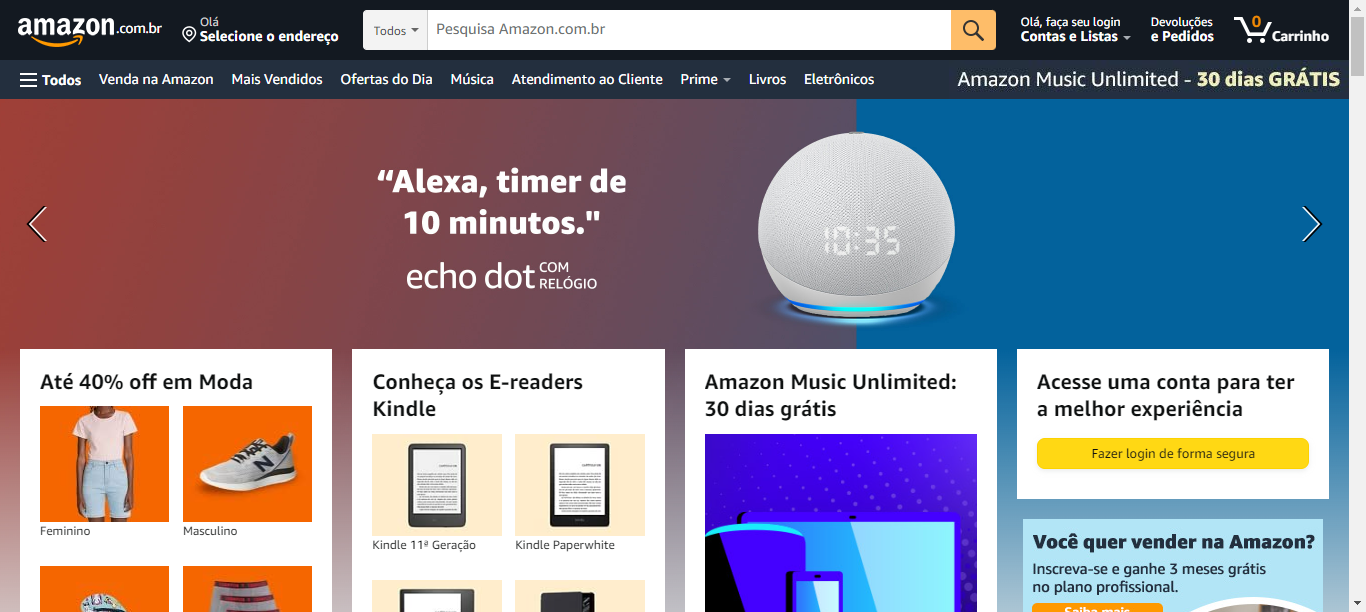 amazon.com.br
Olá
Selecione o endereço
Todos
Pesquisa Amazon.com.br
Olá, faça seu login
Contas e Listas
Devoluções
e Pedidos
0
Carrinho
Todos
Venda na Amazon
Mais Vendidos
Ofertas do Dia
Música
Atendimento ao Cliente
Prime
Livros
Eletrônicos
Amazon Music Unlimited - 30 dias GRÁTIS
“Alexa, timer de
10 minutos."
echo dot COM
RELÓGIO
10:35
Até 40% off em Moda
Feminino
Masculino
Conheça os E-readers
Kindle
Kindle 11ª Geração
Kindle Paperwhite
Amazon Music Unlimited:
30 dias grátis
Acesse uma conta para ter
a melhor experiência
Fazer login de forma segura
Você quer vender na Amazon?
Inscreva-se e ganhe 3 meses grátis
no plano profissional.
Saiba mais